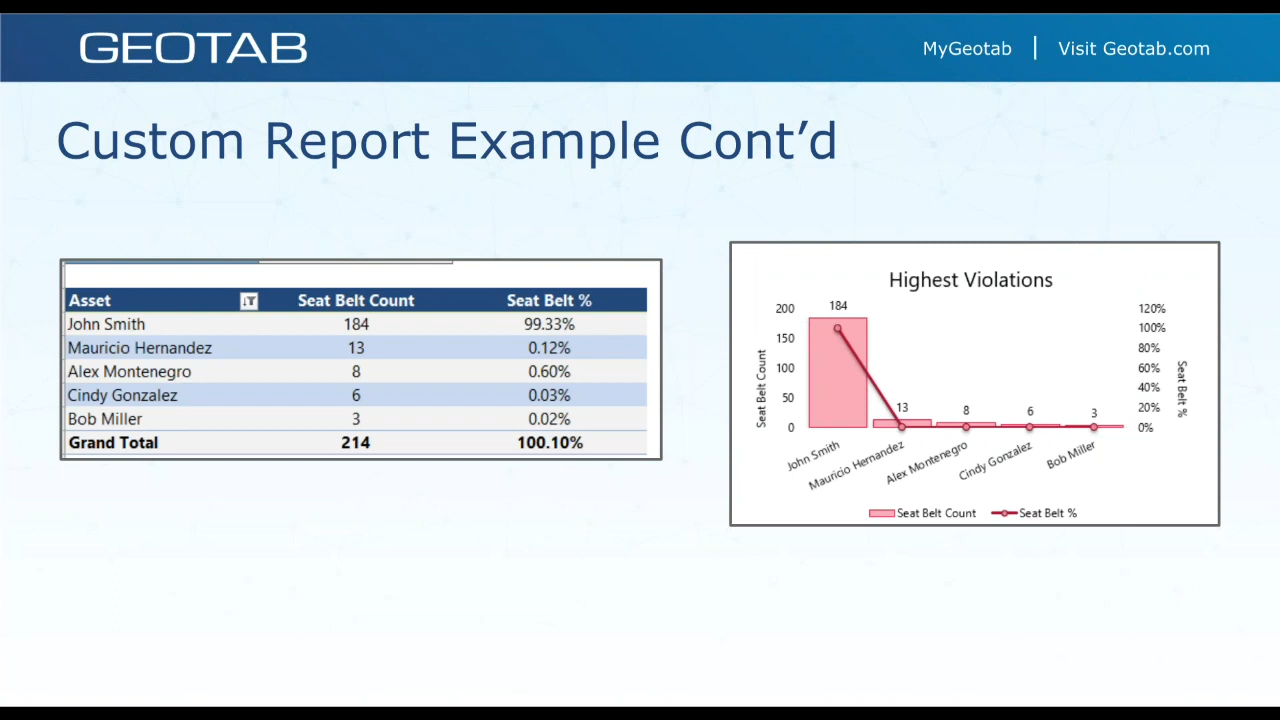 GEOTAB
MyGeotab | Visit Geotab.com
Custom Report Example Cont’d
Asset Seat Belt Count Seat Belt %
John Smith 184 99.33%
Mauricio Hernandez 13 0.12%
Alex Montenegro 8 0.60%
Cindy Gonzalez 6 0.03%
Bob Miller 3 0.02%
Grand Total 214 100.10%
Highest Violations
Seat Belt Count
200
150
100
50
0
184
13
8
6
3
120%
100%
80%
60%
40%
20%
0%
Seat Belt %
John Smith
Mauricio Hernandez
Alex Montenegro
Cindy Gonzalez
Bob Miller
Seat Belt Count Seat Belt %